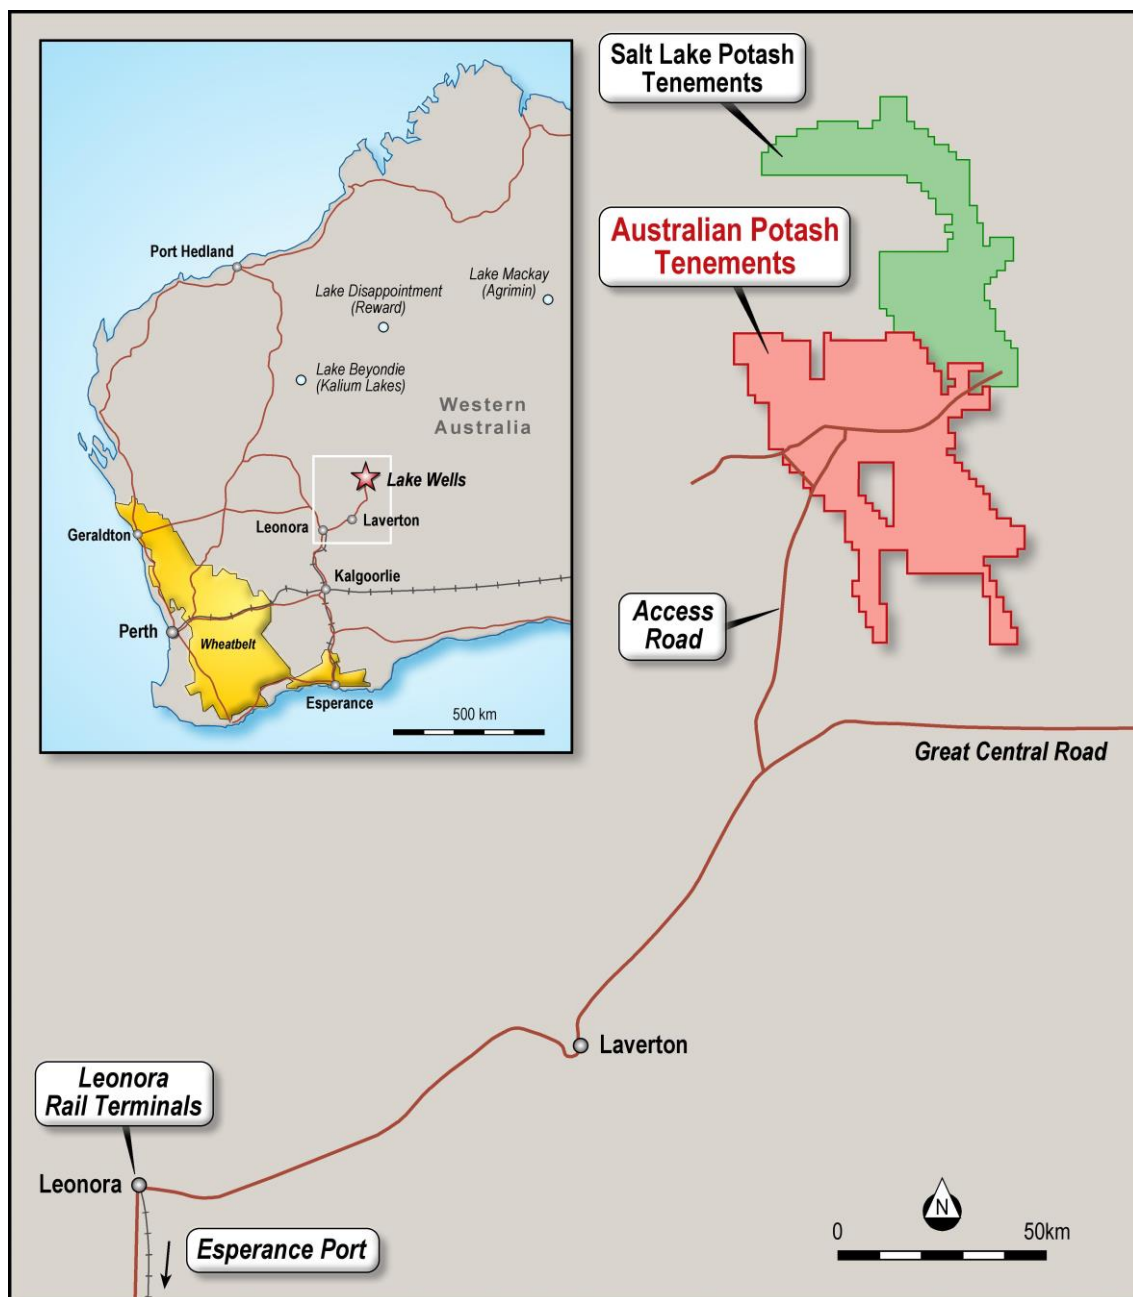 Salt Lake Potash
Tenements
Australian Potash
Tenements
Port Hedland
Lake Mackay
(Agrimin)
Lake Disappointment
(Reward)
Lake Beyondie
(Kalium Lakes)
Western
Australia
Lake Wells
Laverton
Leonora
Geraldton
Kalgoorlie
Perth
Wheatbelt
Esperance
500 km
Access
Road
Great Central Road
Laverton
Leonora
Rail Terminals
Leonora
Esperance Port
N
0
50km